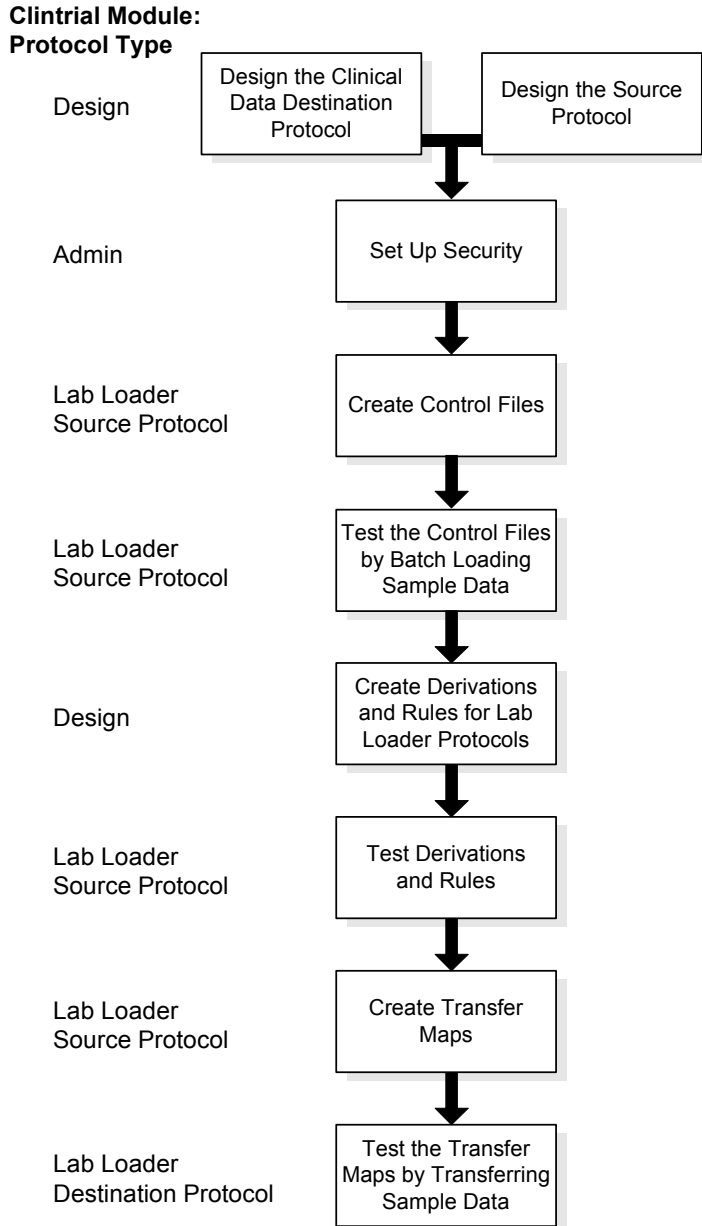 Clintrial Module:
Protocol Type
Design
Design the Clinical
Data Destination
Protocol
Design the Source
Protocol
Admin
Set Up Security
Lab Loader
Source Protocol
Create Control Files
Lab Loader
Source Protocol
Test the Control Files
by Batch Loading
Sample Data
Design
Create Derivations
and Rules for Lab
Loader Protocols
Lab Loader
Source Protocol
Test Derivations
and Rules
Lab Loader
Source Protocol
Create Transfer
Maps
Lab Loader
Destination Protocol
Test the Transfer
Maps by Transferring
Sample Data